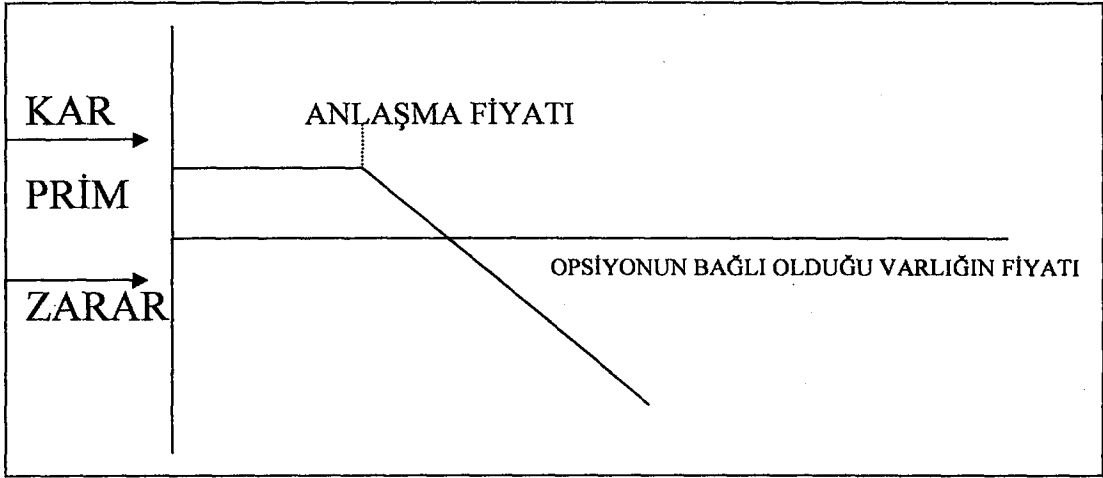 KAR
ANLAŞMA FİYATI
PRİM
OPSİYONUN BAĞLI OLDUĞU VARLIĞIN FİYATI
ZARAR